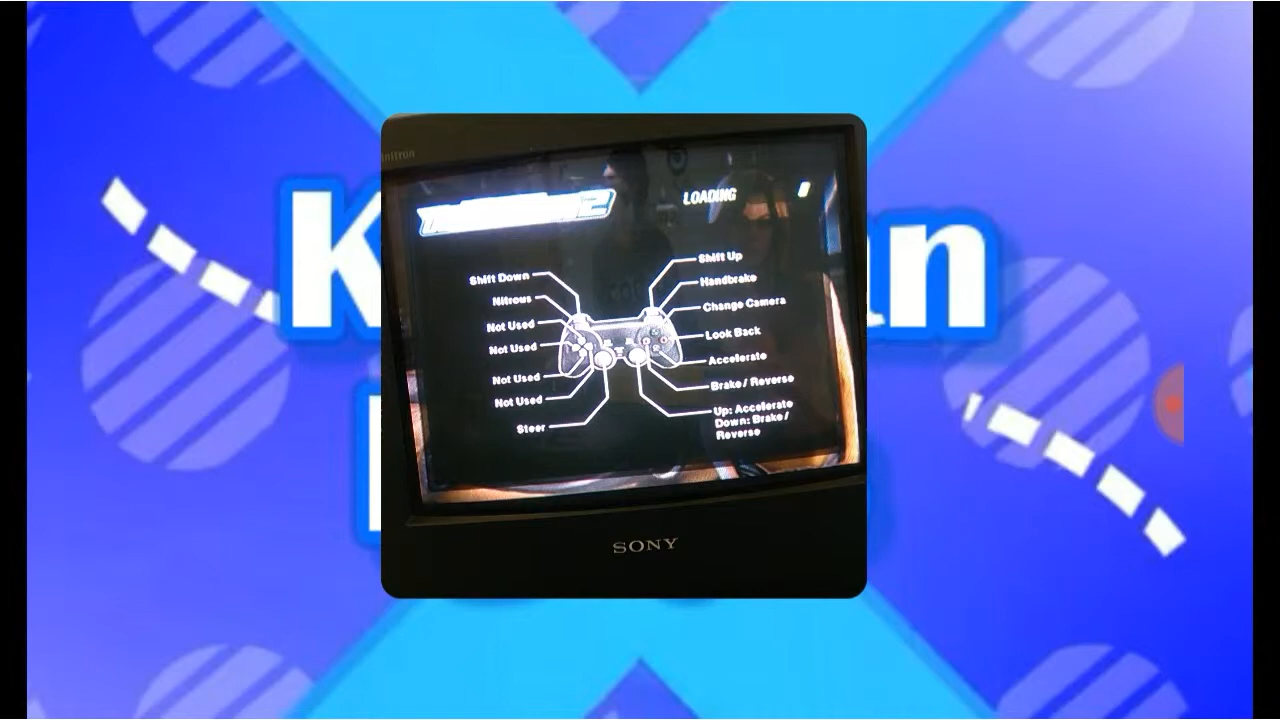 LOADING
Shift Up
Shift Down
Handbrake
Nitrous
Change Camera
Not Used
Look Back
Not Used
Accelerate
Not Used
Brake / Reverse
Not Used
Up: Accelerate
Down: Brake /
Reverse
Steer
SONY